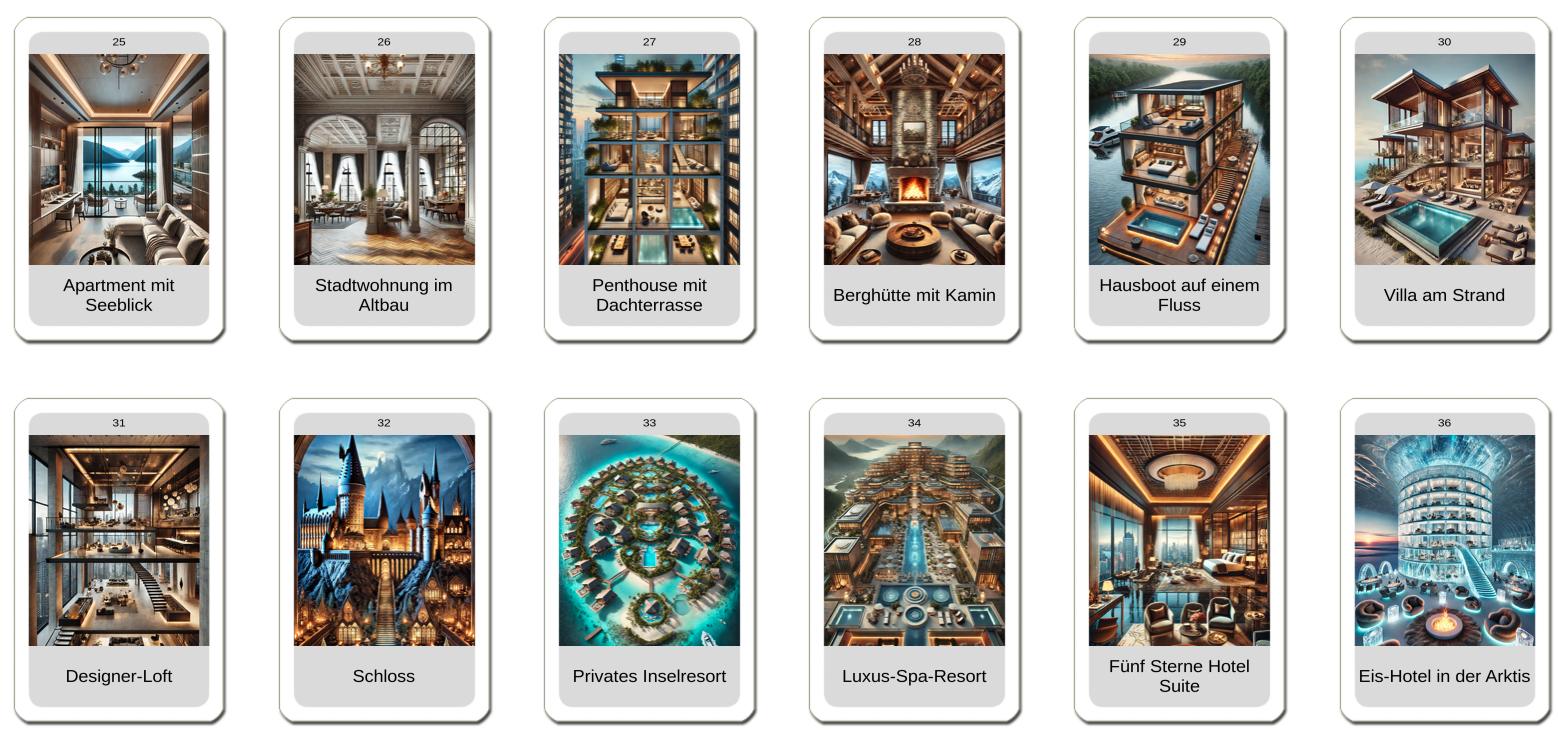 25
Apartment mit
Seeblick
26
Stadtwohnung im
Altbau
27
Penthouse mit
Dachterrasse
28
Berghütte mit Kamin
29
Hausboot auf einem
Fluss
30
Villa am Strand
31
Designer-Loft
32
Schloss
33
Privates Inselresort
34
Luxus-Spa-Resort
35
Fünf Sterne Hotel
Suite
36
Eis-Hotel in der Arktis